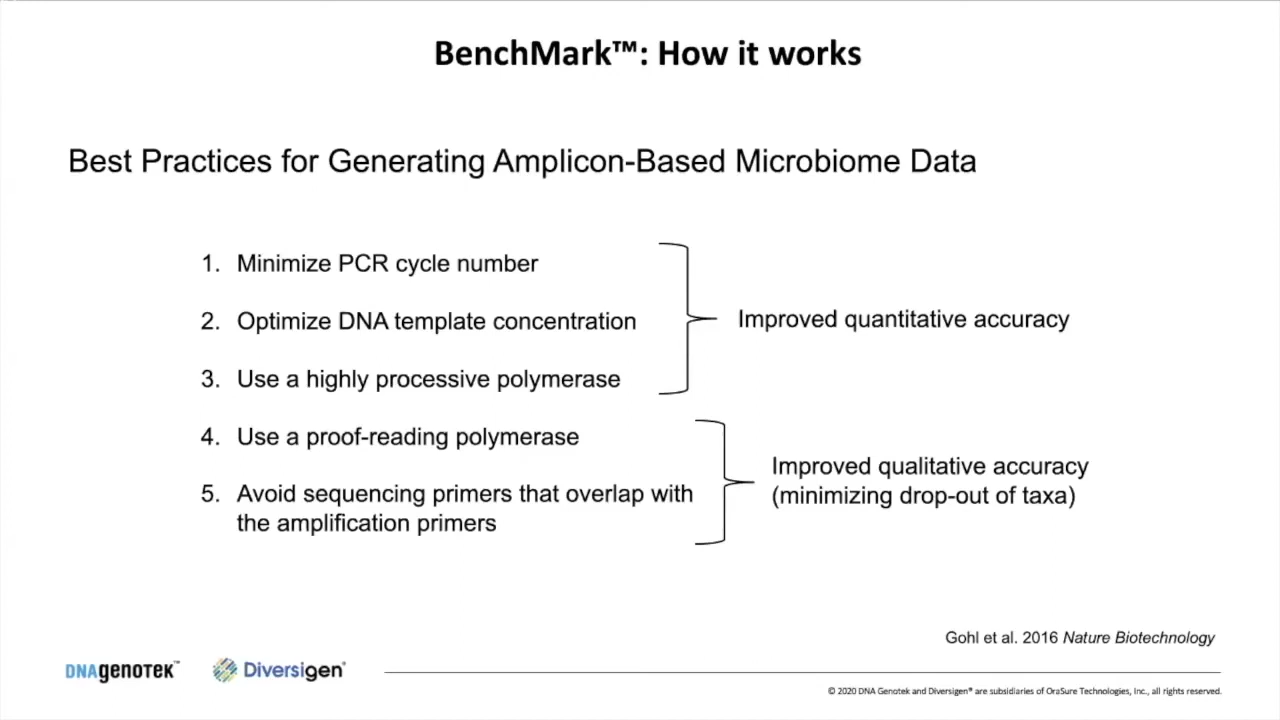 BenchMark™: How it works
Best Practices for Generating Amplicon-Based Microbiome Data
1. Minimize PCR cycle number
2. Optimize DNA template concentration
3. Use a highly processive polymerase
Improved quantitative accuracy
4. Use a proof-reading polymerase
5. Avoid sequencing primers that overlap with
the amplification primers
Improved qualitative accuracy
(minimizing drop-out of taxa)
Gohl et al. 2016 Nature Biotechnology
DNAgenotek™
Diversigen®
© 2020 DNA Genotek and Diversigen® are subsidiaries of OraSure Technologies, Inc., all rights reserved.